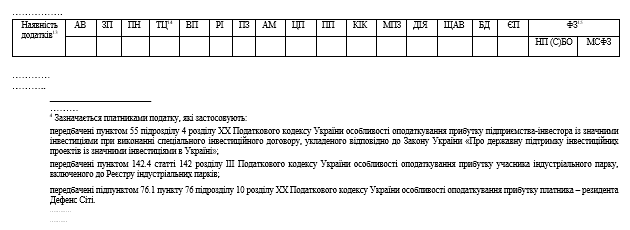 ................
Наявність додатків¹³ АВ ЗП ПН ТЦ¹⁴ ВП РІ ПЗ АМ ЦП ПП КІК МПЗ ДІЯ ЩАВ БД ЄП ФЗ¹⁵
НП (С)БО МСФЗ
............
...........
.........
⁴ Зазначається платниками податку, які застосовують:
передбачені пунктом 55 підрозділу 4 розділу XX Податкового кодексу України особливості оподаткування прибутку підприємства-інвестора із значними
інвестиціями при виконанні спеціального інвестиційного договору, укладеного відповідно до Закону України «Про державну підтримку інвестиційних
проектів із значними інвестиціями в Україні»;
передбачені пунктом 142.4 статті 142 розділу III Податкового кодексу України особливості оподаткування прибутку учасника індустріального парку,
включеного до Реєстру індустріальних парків;
передбачені підпунктом 76.1 пункту 76 підрозділу 10 розділу XX Податкового кодексу України особливості оподаткування прибутку платника – резидента
Дефенс Сіті.
..........
........